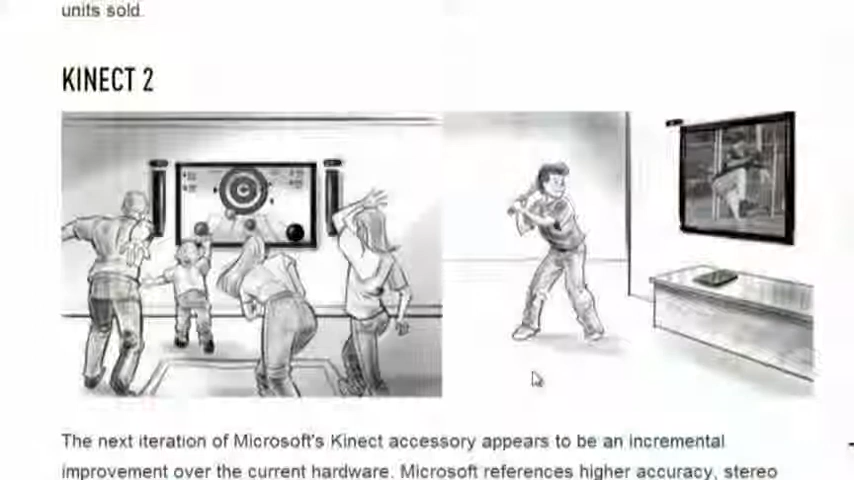 units sold.
KINECT 2
The next iteration of Microsoft's Kinect accessory appears to be an incremental
improvement over the current hardware. Microsoft references higher accuracy, stereo